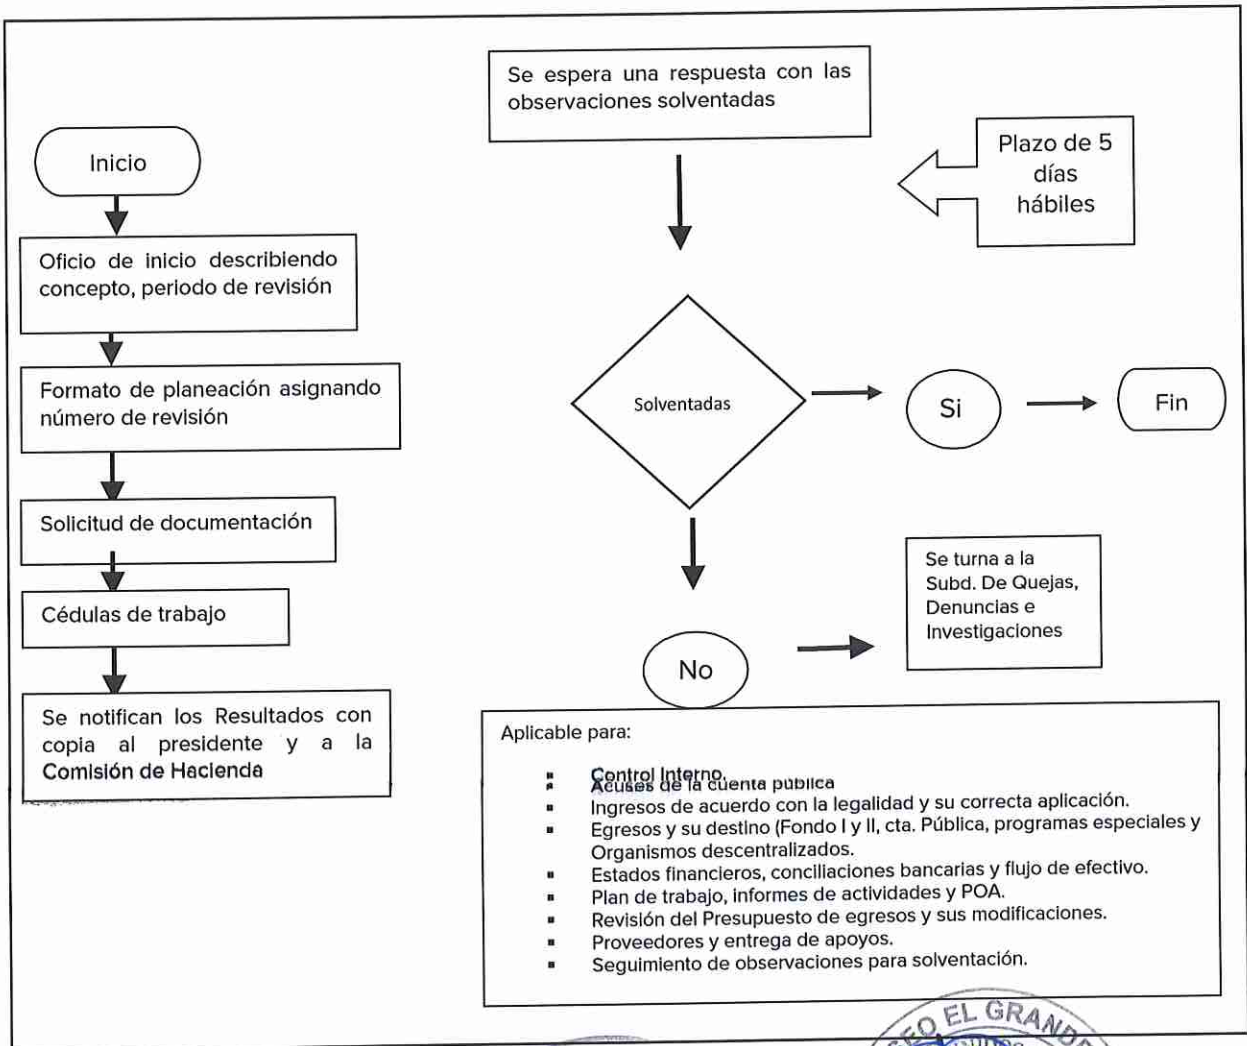 Inicio
Oficio de inicio describiendo
concepto, periodo de revisión
Formato de planeación asignando
número de revisión
Solicitud de documentación
Cédulas de trabajo
Se notifican los Resultados con
copia al presidente y a la
Comisión de Hacienda
Se espera una respuesta con las
observaciones solventadas
Plazo de 5
días
hábiles
Solventadas
Si
Fin
No
Se turna a la
Subd. De Quejas,
Denuncias e
Investigaciones
Aplicable para:
▪ Control Interno.
▪ Acuses de la cuenta pública
▪ Ingresos de acuerdo con la legalidad y su correcta aplicación.
▪ Egresos y su destino (Fondo I y II, cta. Pública, programas especiales y
Organismos descentralizados.
▪ Estados financieros, conciliaciones bancarias y flujo de efectivo.
▪ Plan de trabajo, informes de actividades y POA.
▪ Revisión del Presupuesto de egresos y sus modificaciones.
▪ Proveedores y entrega de apoyos.
▪ Seguimiento de observaciones para solventación.
EL GRANDE